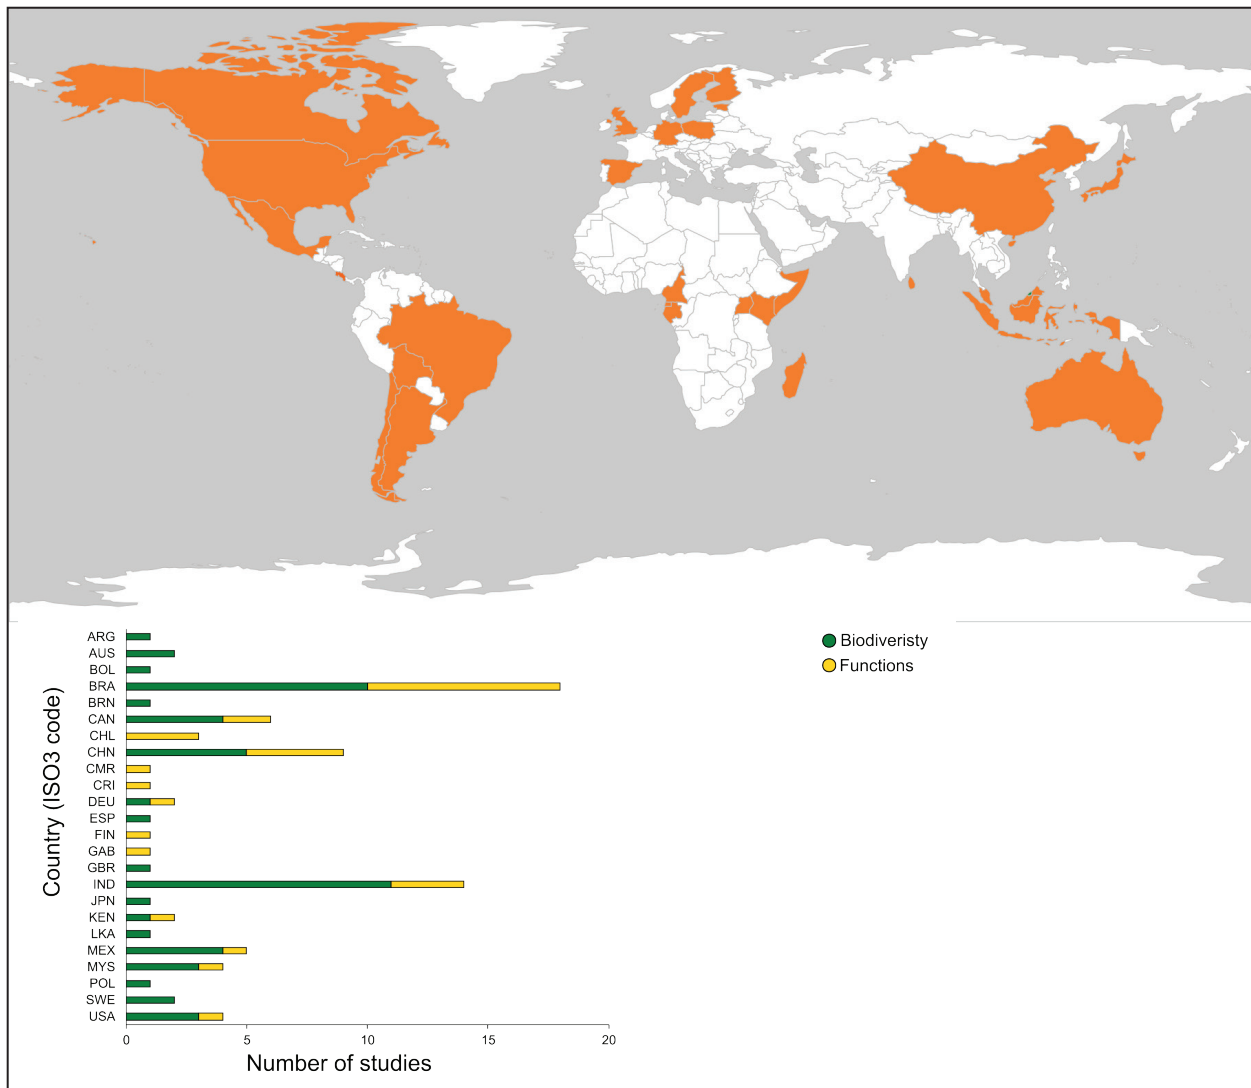 Biodiveristy
Functions
Country (ISO3 code)
ARG
AUS
BOL
BRA
BRN
CAN
CHL
CHN
CMR
CRI
DEU
ESP
FIN
GAB
GBR
IND
JPN
KEN
LKA
MEX
MYS
POL
SWE
USA
0 5 10 15 20
Number of studies